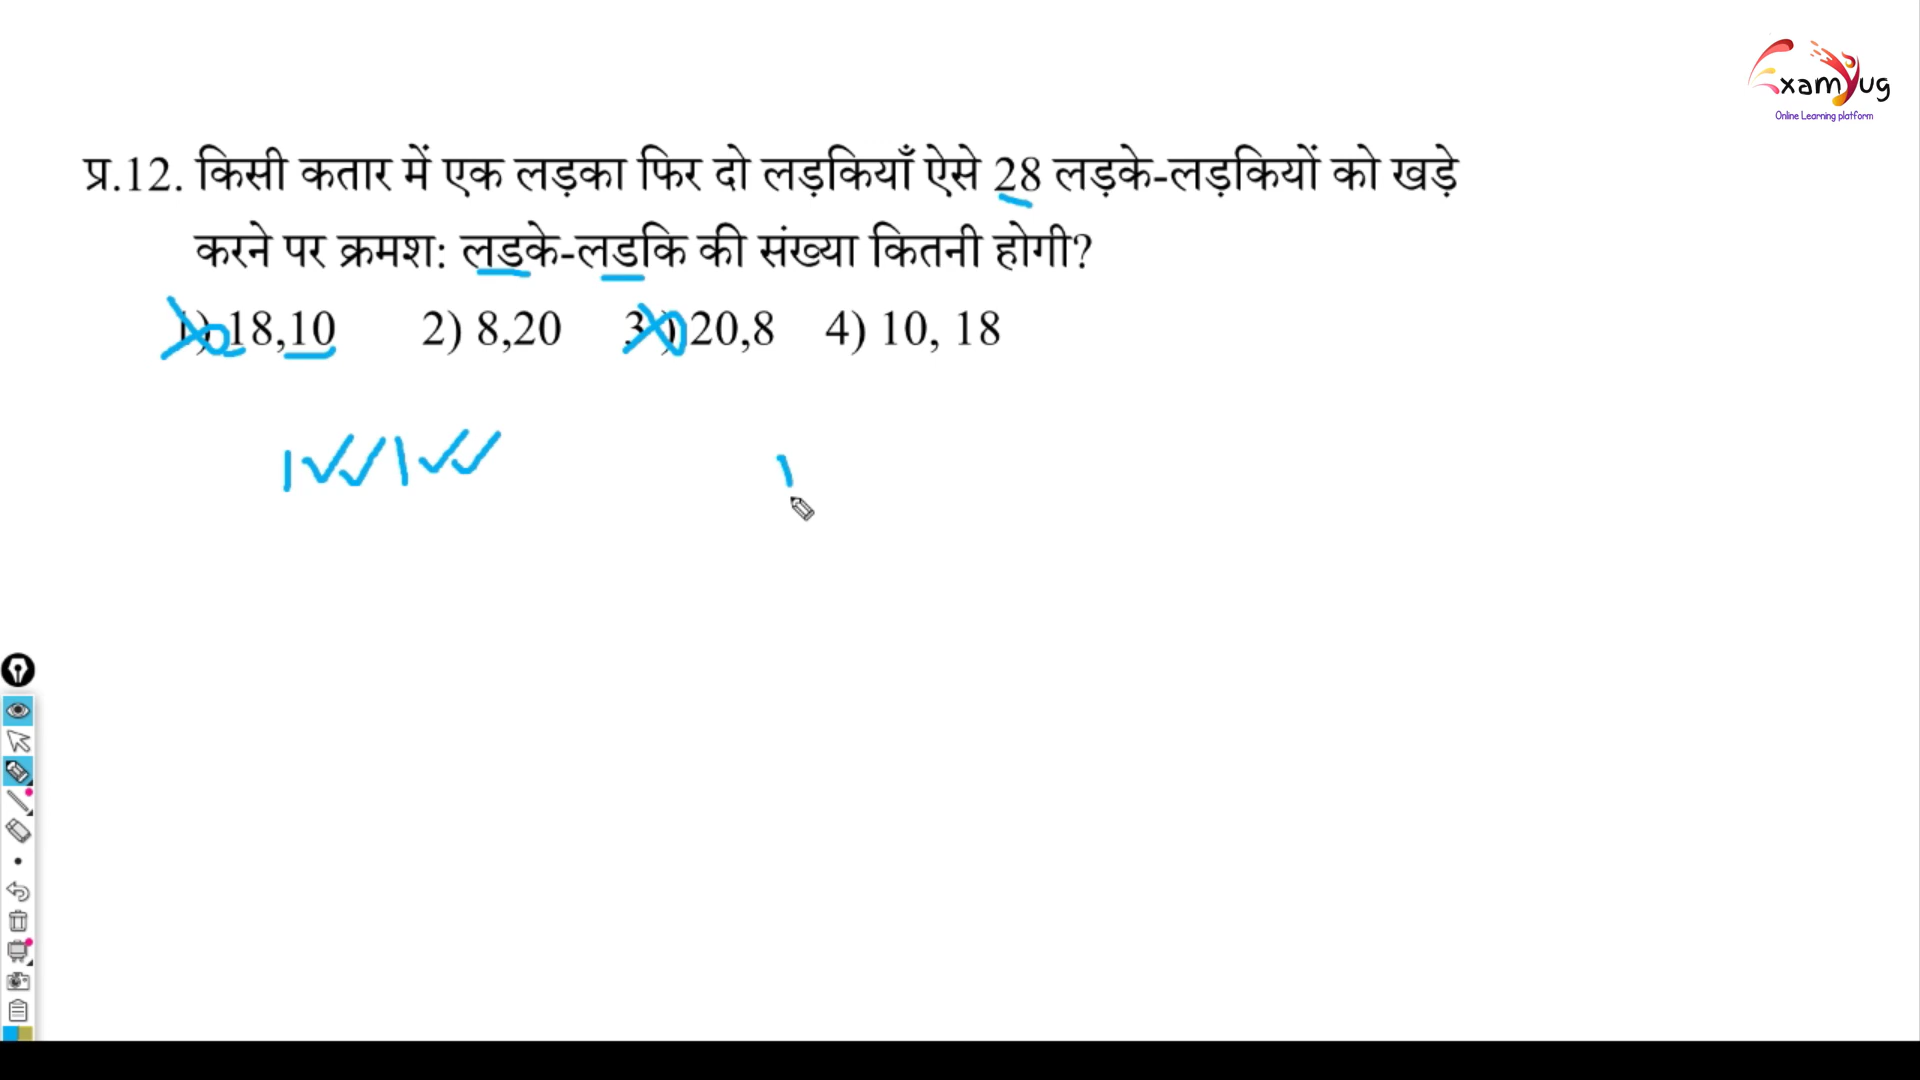 xamYug
Online Learning platform
प्र.12. किसी कतार में एक लड़का फिर दो लड़कियाँ ऐसे 28 लड़के-लड़कियों को खड़े
करने पर क्रमश: लडके-लडकि की संख्या कितनी होगी?
1) 18,10 2) 8,20 3) 20,8 4) 10, 18